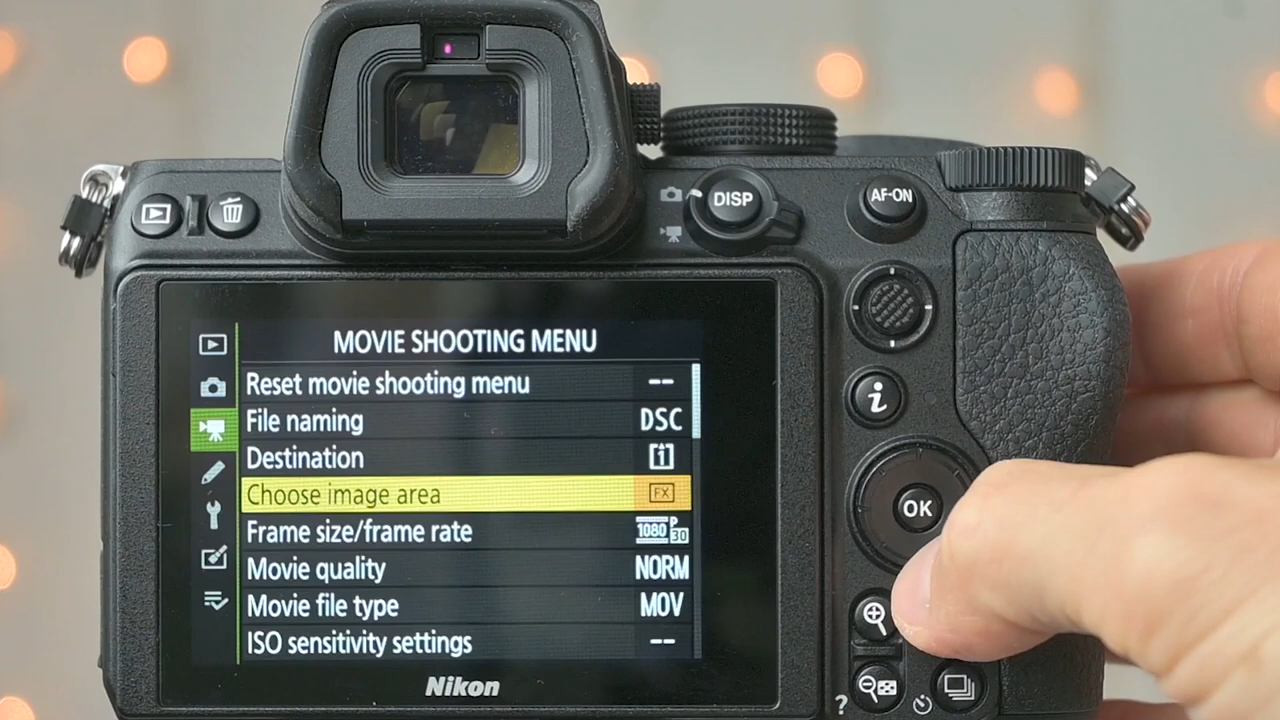 DISP
AF-ON
MOVIE SHOOTING MENU
Reset movie shooting menu --
File naming DSC
Destination 1
Choose image area FX
Frame size/frame rate 1080 P 30
Movie quality NORM
Movie file type MOV
ISO sensitivity settings --
i
OK
Nikon
?